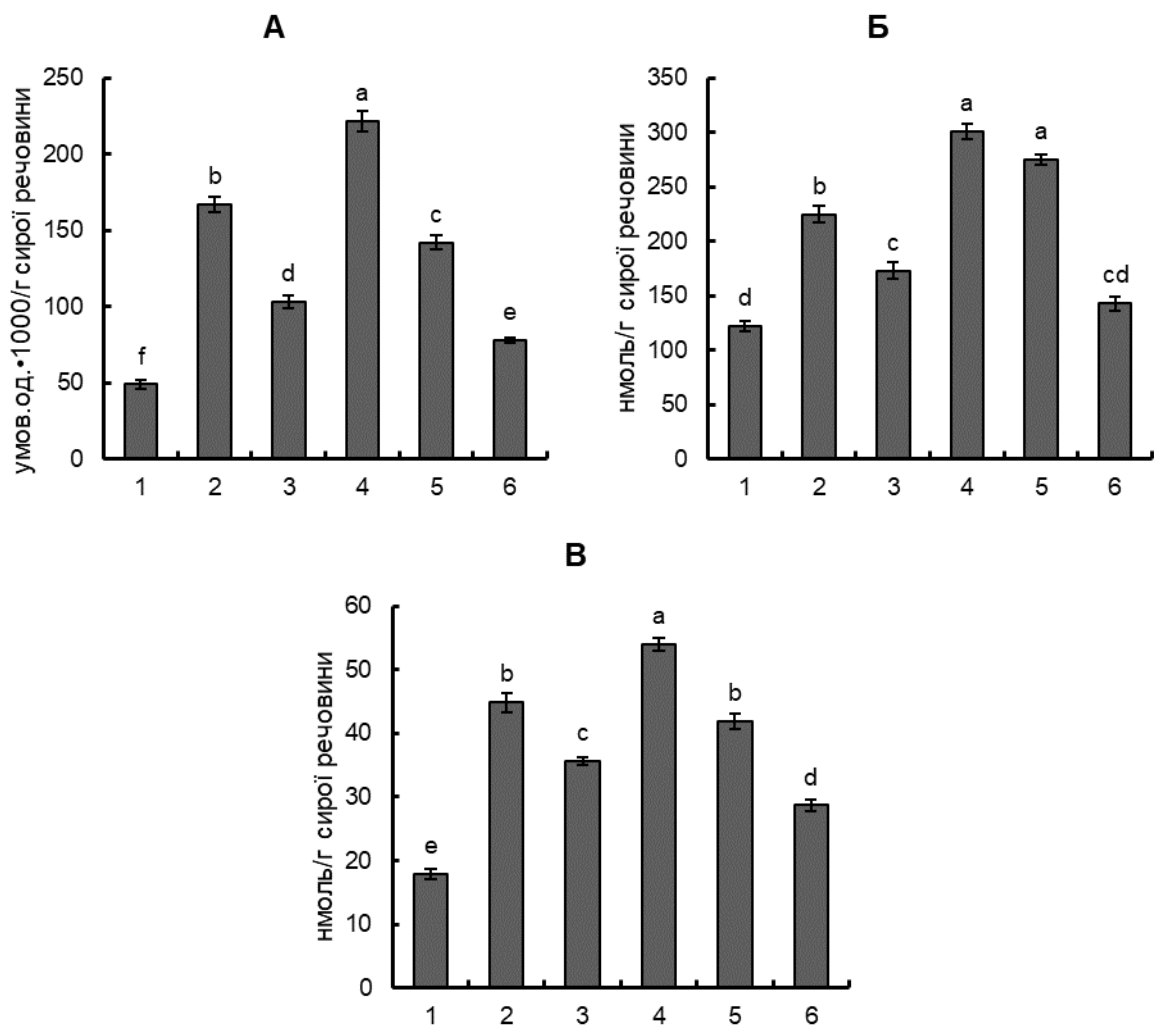 А
умов.од.•1000/г сирої речовини
250
200
150
100
50
0
f
b
d
a
c
e
1 2 3 4 5 6
Б
нмоль/г сирої речовини
350
300
250
200
150
100
50
0
d
b
c
a
a
cd
1 2 3 4 5 6
В
нмоль/г сирої речовини
60
50
40
30
20
10
0
e
b
c
a
b
d
1 2 3 4 5 6